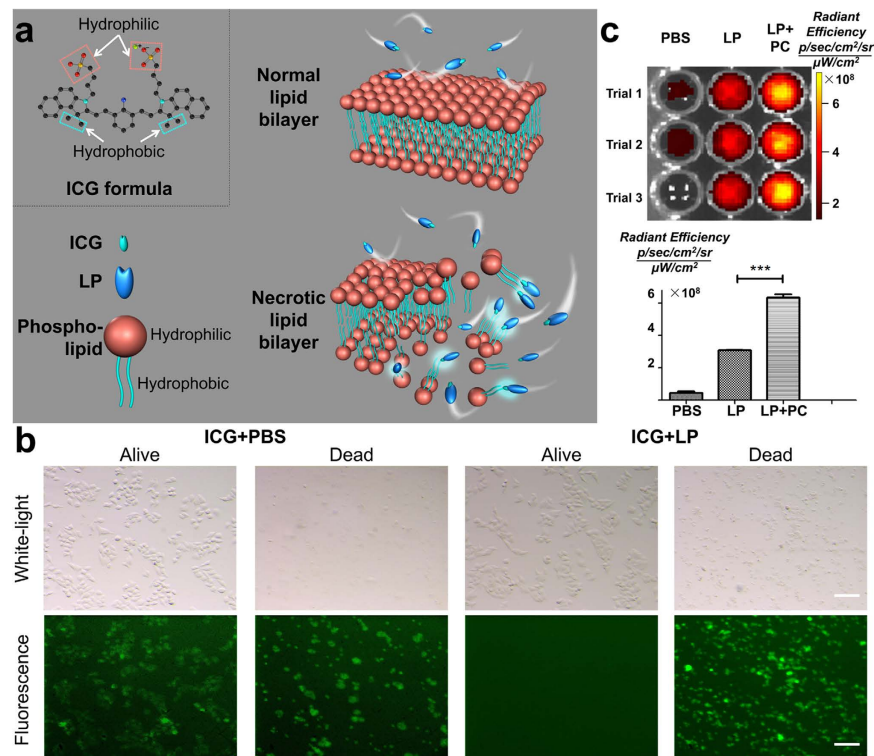 a
Hydrophilic
Hydrophobic
ICG formula
ICG
LP
Phospho-
lipid
Hydrophilic
Hydrophobic
Normal
lipid
bilayer
Necrotic
lipid
bilayer
c
PBS
LP
LP+
PC
Radiant
Efficiency
p/sec/cm²/sr
µW/cm²
×10⁸
Trial 1
Trial 2
Trial 3
6
4
2
Radiant Efficiency
p/sec/cm²/sr
µW/cm²
×10⁸
***
6
4
2
PBS
LP
LP+PC
b
ICG+PBS
ICG+LP
Alive
Dead
Alive
Dead
White-light
Fluorescence